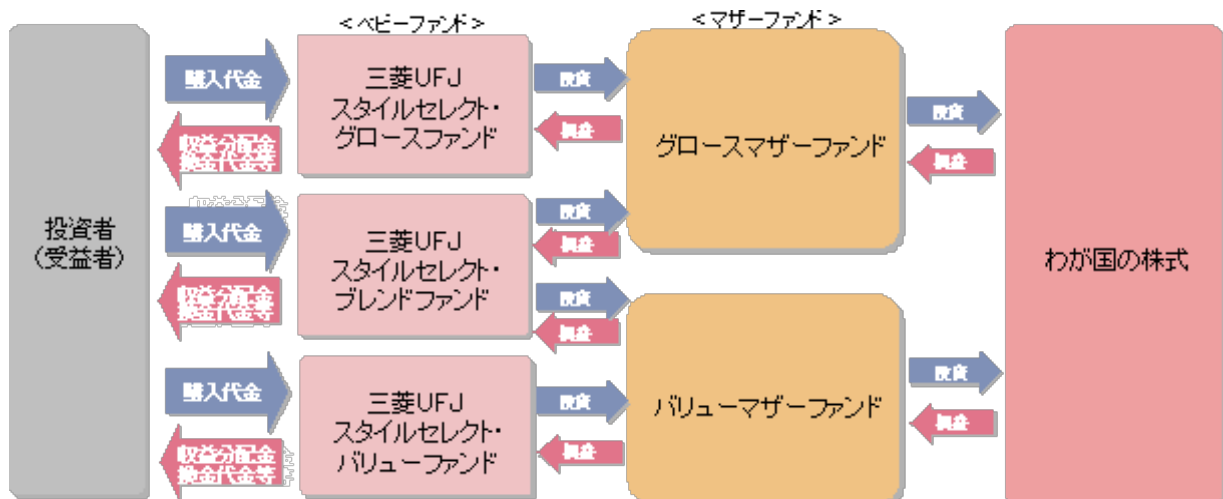 <ベビーファンド>
<マザーファンド>
投資者
(受益者)
購入代金
収益分配金
換金代金等
購入代金
収益分配金
換金代金等
購入代金
収益分配金
換金代金等
三菱UFJ
スタイルセレクト・
グロースファンド
三菱UFJ
スタイルセレクト・
ブレンドファンド
三菱UFJ
スタイルセレクト・
バリューファンド
投資
損益
投資
損益
投資
損益
投資
損益
グロースマザーファンド
バリューマザーファンド
投資
損益
投資
損益
わが国の株式